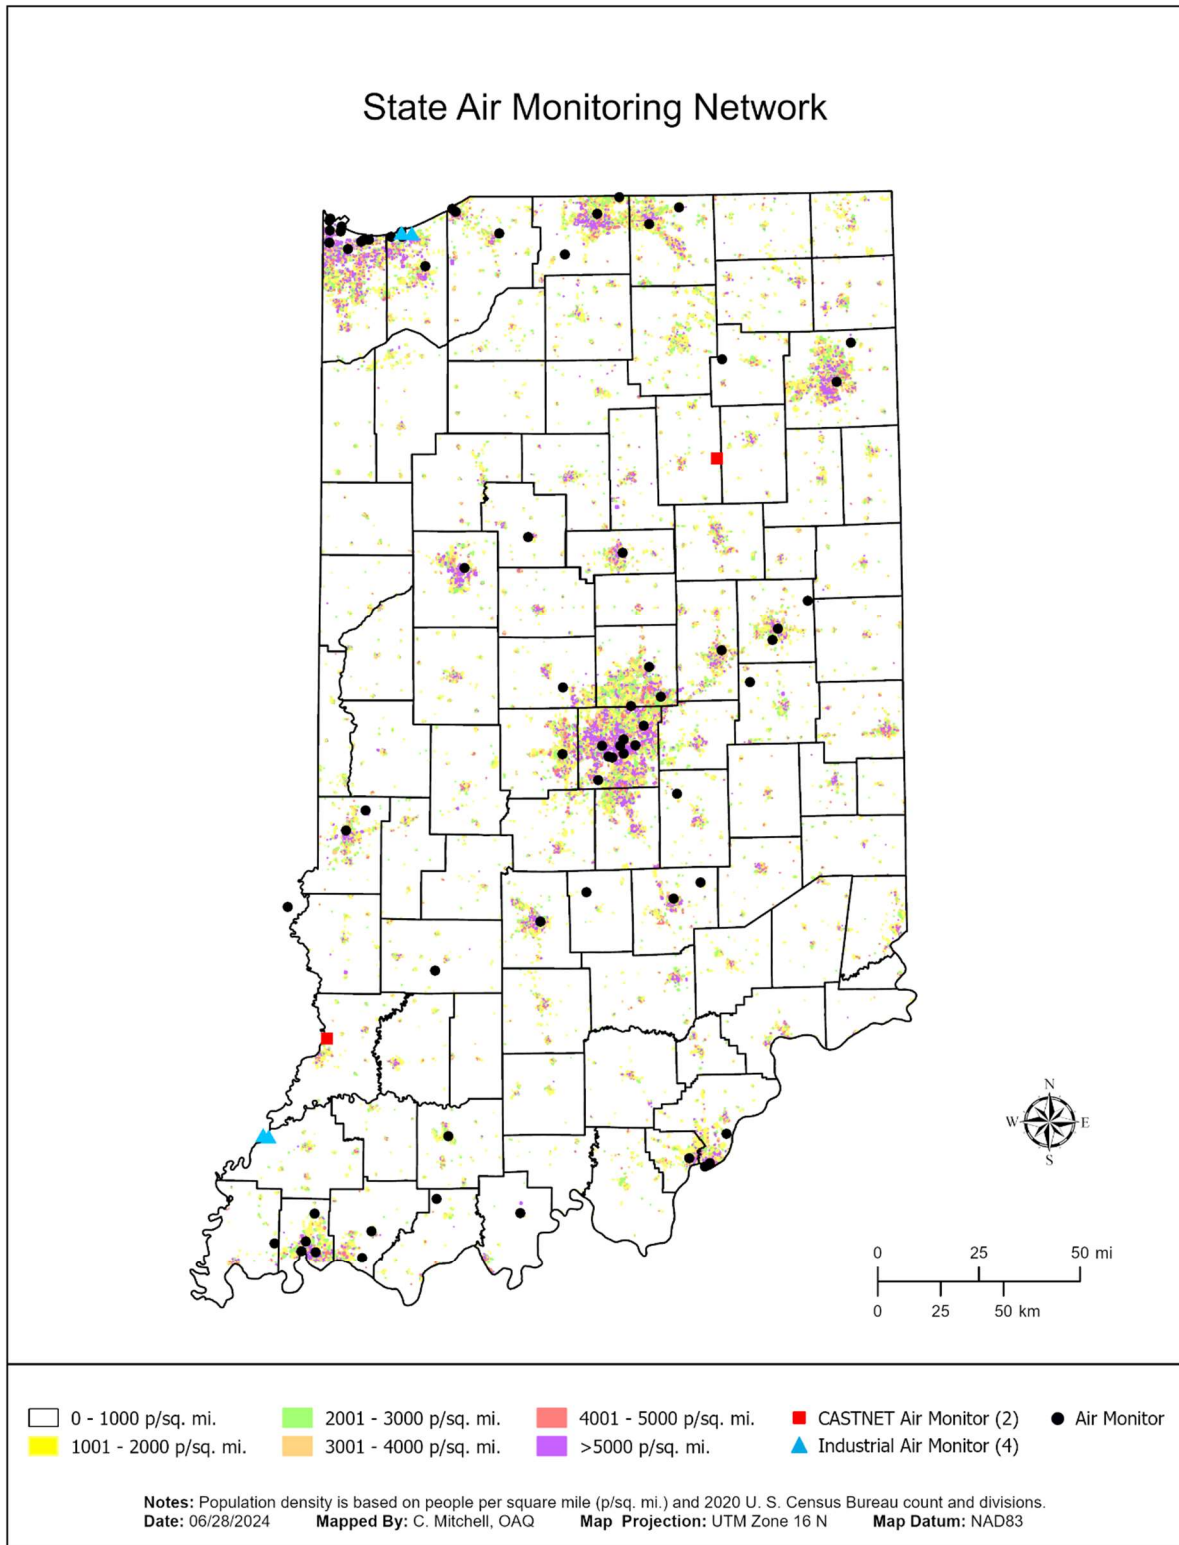 State Air Monitoring Network
N
W E
S
0 25 50 mi
0 25 50 km
0 - 1000 p/sq. mi.
2001 - 3000 p/sq. mi.
4001 - 5000 p/sq. mi.
CASTNET Air Monitor (2)
Air Monitor
1001 - 2000 p/sq. mi.
3001 - 4000 p/sq. mi.
>5000 p/sq. mi.
Industrial Air Monitor (4)
Notes: Population density is based on people per square mile (p/sq. mi.) and 2020 U. S. Census Bureau count and divisions.
Date: 06/28/2024 Mapped By: C. Mitchell, OAQ Map Projection: UTM Zone 16 N Map Datum: NAD83